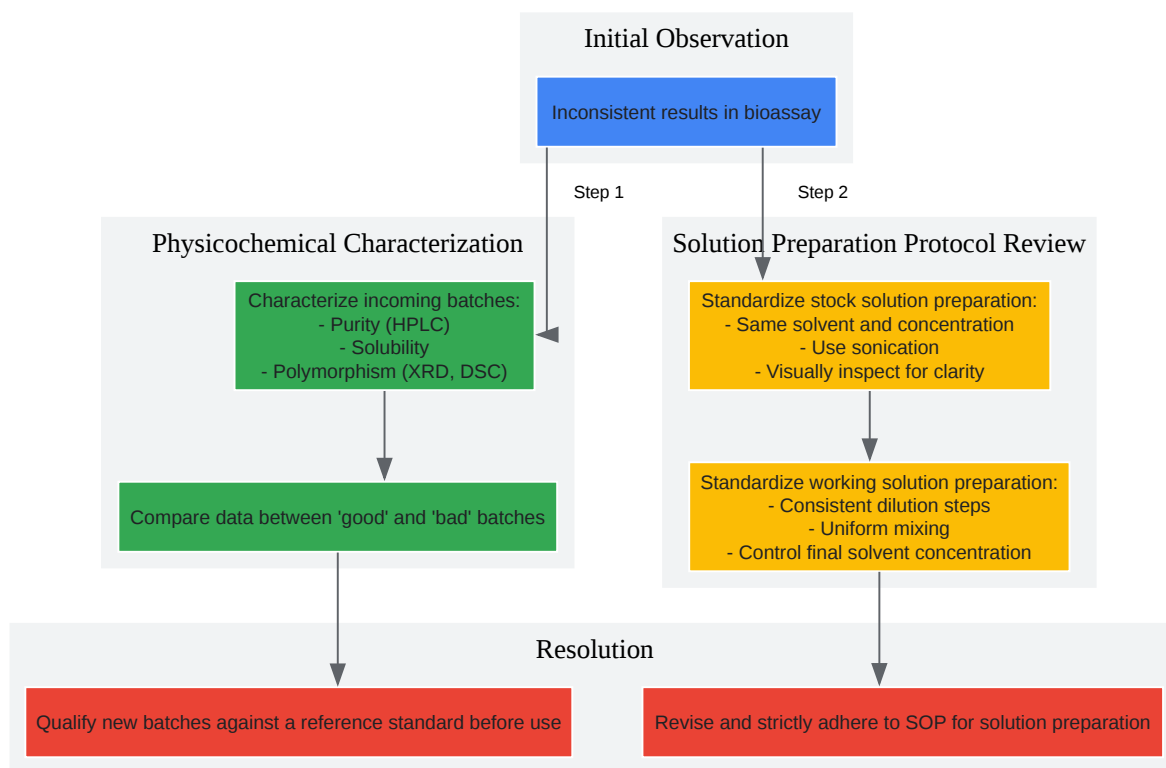 Initial Observation
Inconsistent results in bioassay
Step 1
Step 2
Physicochemical Characterization
Characterize incoming batches:
- Purity (HPLC)
- Solubility
- Polymorphism (XRD, DSC)
Compare data between 'good' and 'bad' batches
Solution Preparation Protocol Review
Standardize stock solution preparation:
- Same solvent and concentration
- Use sonication
- Visually inspect for clarity
Standardize working solution preparation:
- Consistent dilution steps
- Uniform mixing
- Control final solvent concentration
Resolution
Qualify new batches against a reference standard before use
Revise and strictly adhere to SOP for solution preparation